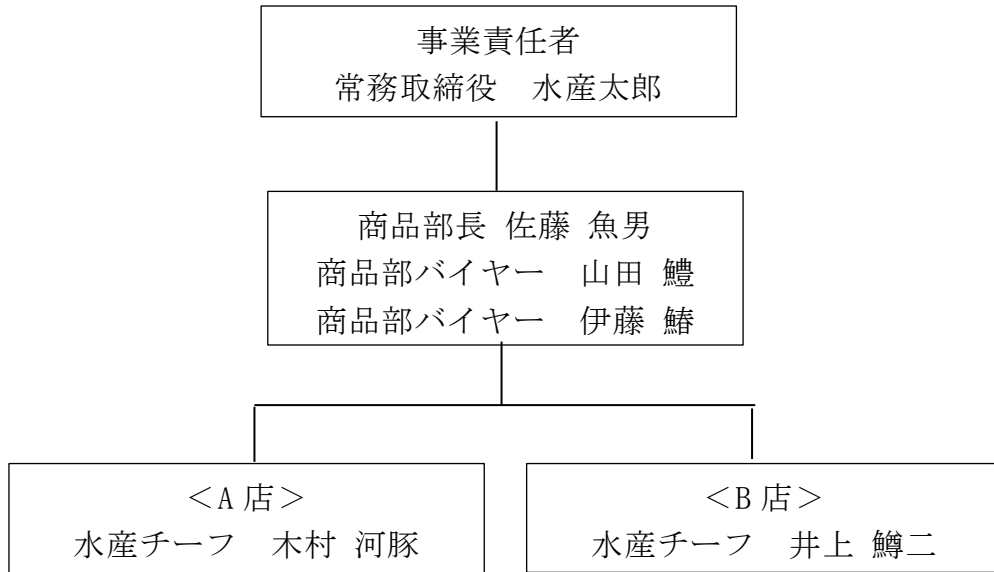 事業責任者
常務取締役　水産太郎
商品部長 佐藤 魚男
商品部バイヤー　山田 鱧
商品部バイヤー　伊藤 鰆
＜A 店＞
水産チーフ　木村 河豚
＜B 店＞
水産チーフ　井上 鱒二